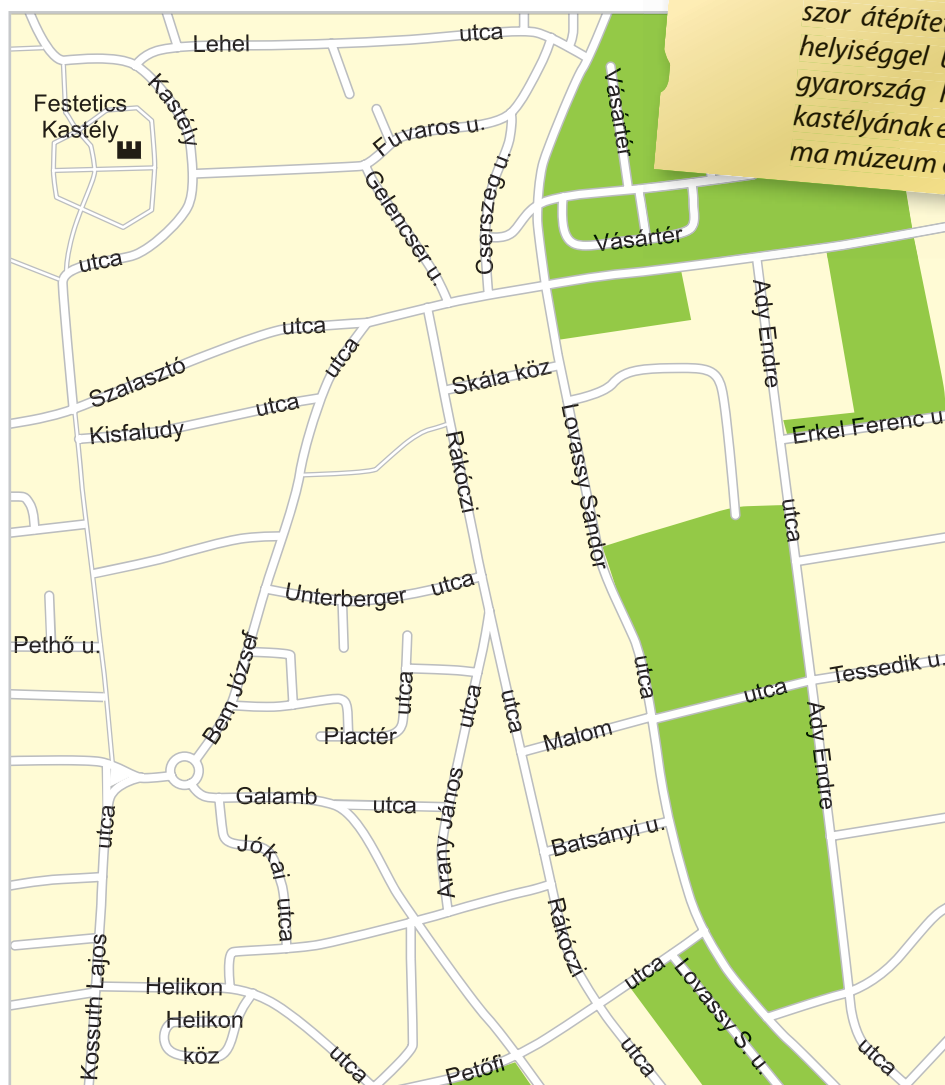 szor átépítet
helyiséggel
gyarország
kastélyának
ma múzeum
Lehel utca
Kastély utca
Festetics
Kastély
E
Fuvaros u.
Vásártér
Gelencsér u.
Cserszeg u.
Vásártér
Szalasztó utca
utca
Kisfaludy utca
Skála köz
Ady Endre
Erkel Ferenc u
Rákóczi
Lovassy Sándor
utca
Unterberger utca
Pethő u.
Bem József
utca
Piactér
utca
utca
utca
Malom utca
Tessedik u.
Ady Endre
Galamb utca
utca
Arany János
Jókai utca
Batsányi u.
Rákóczi
Kossuth Lajos
Helikon
Helikon
köz
utca
Petőfi utca
Lovassy S. u.
utca
utca